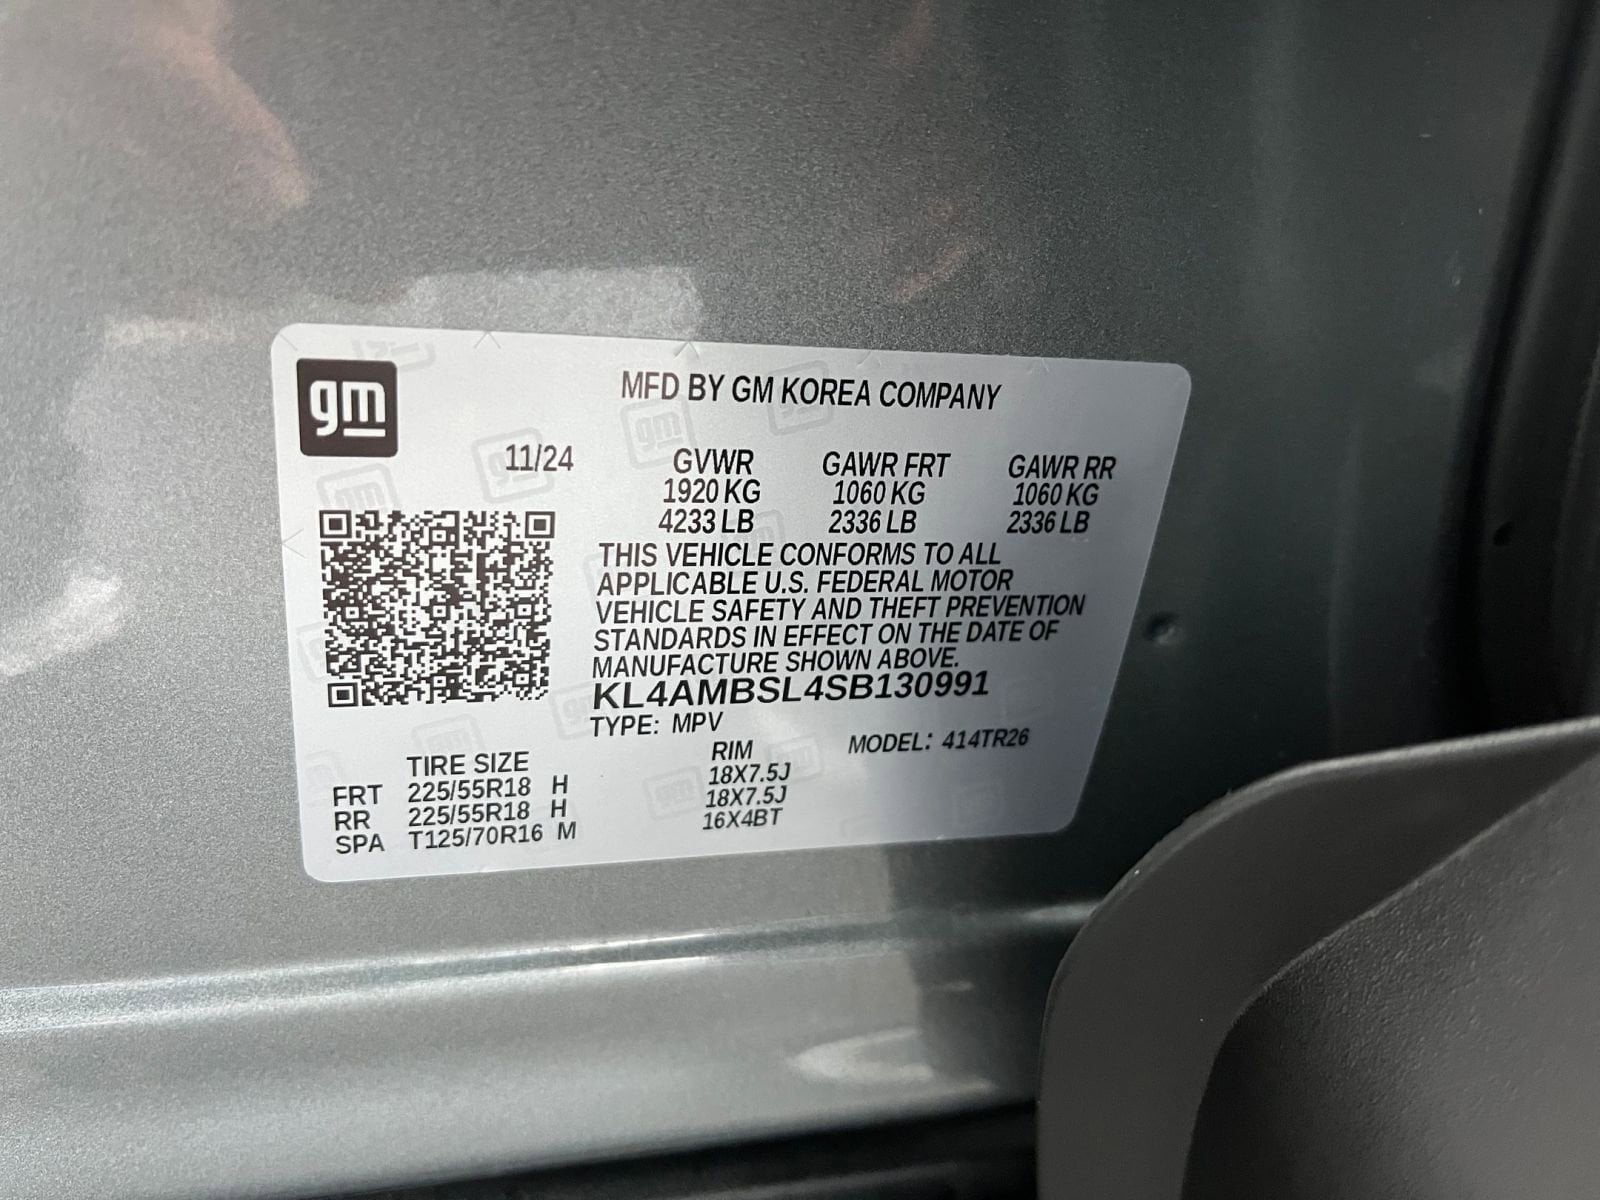 gm
MFD BY GM KOREA COMPANY
11/24 GVWR GAWR FRT GAWR RR
1920 KG 1060 KG 1060 KG
4233 LB 2336 LB 2336 LB
THIS VEHICLE CONFORMS TO ALL
APPLICABLE U.S. FEDERAL MOTOR
VEHICLE SAFETY AND THEFT PREVENTION
STANDARDS IN EFFECT ON THE DATE OF
MANUFACTURE SHOWN ABOVE.
KL4AMBSL4SB130991
TYPE: MPV MODEL: 414TR26
TIRE SIZE RIM
FRT 225/55R18 H 18X7.5J
RR 225/55R18 H 18X7.5J
SPA T125/70R16 M 16X4BT